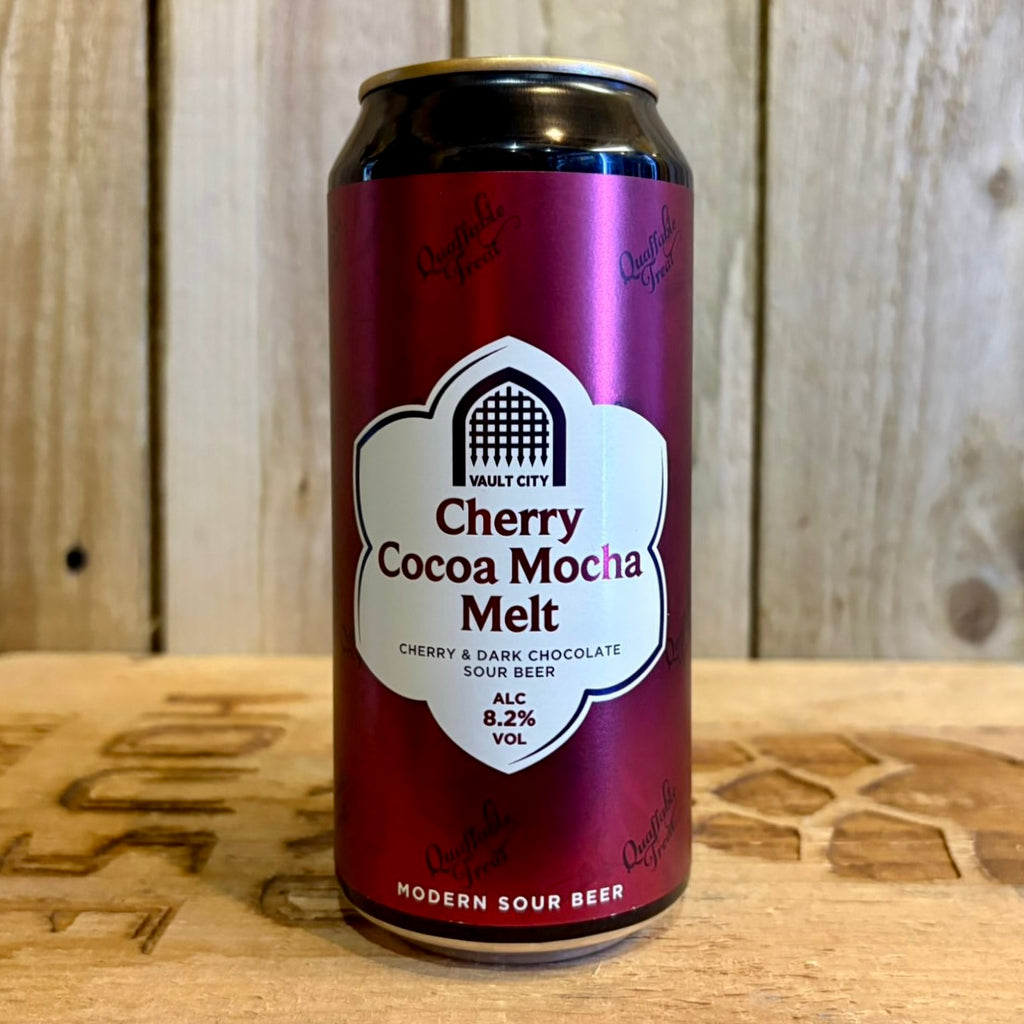 Quaffable
Treat
Quaffable
Treat
VAULT CITY
Cherry
Cocoa Mocha
Melt
CHERRY & DARK CHOCOLATE
SOUR BEER
ALC
8.2%
VOL
Quaffable
Treat
Quaffable
Treat
MODERN SOUR BEER